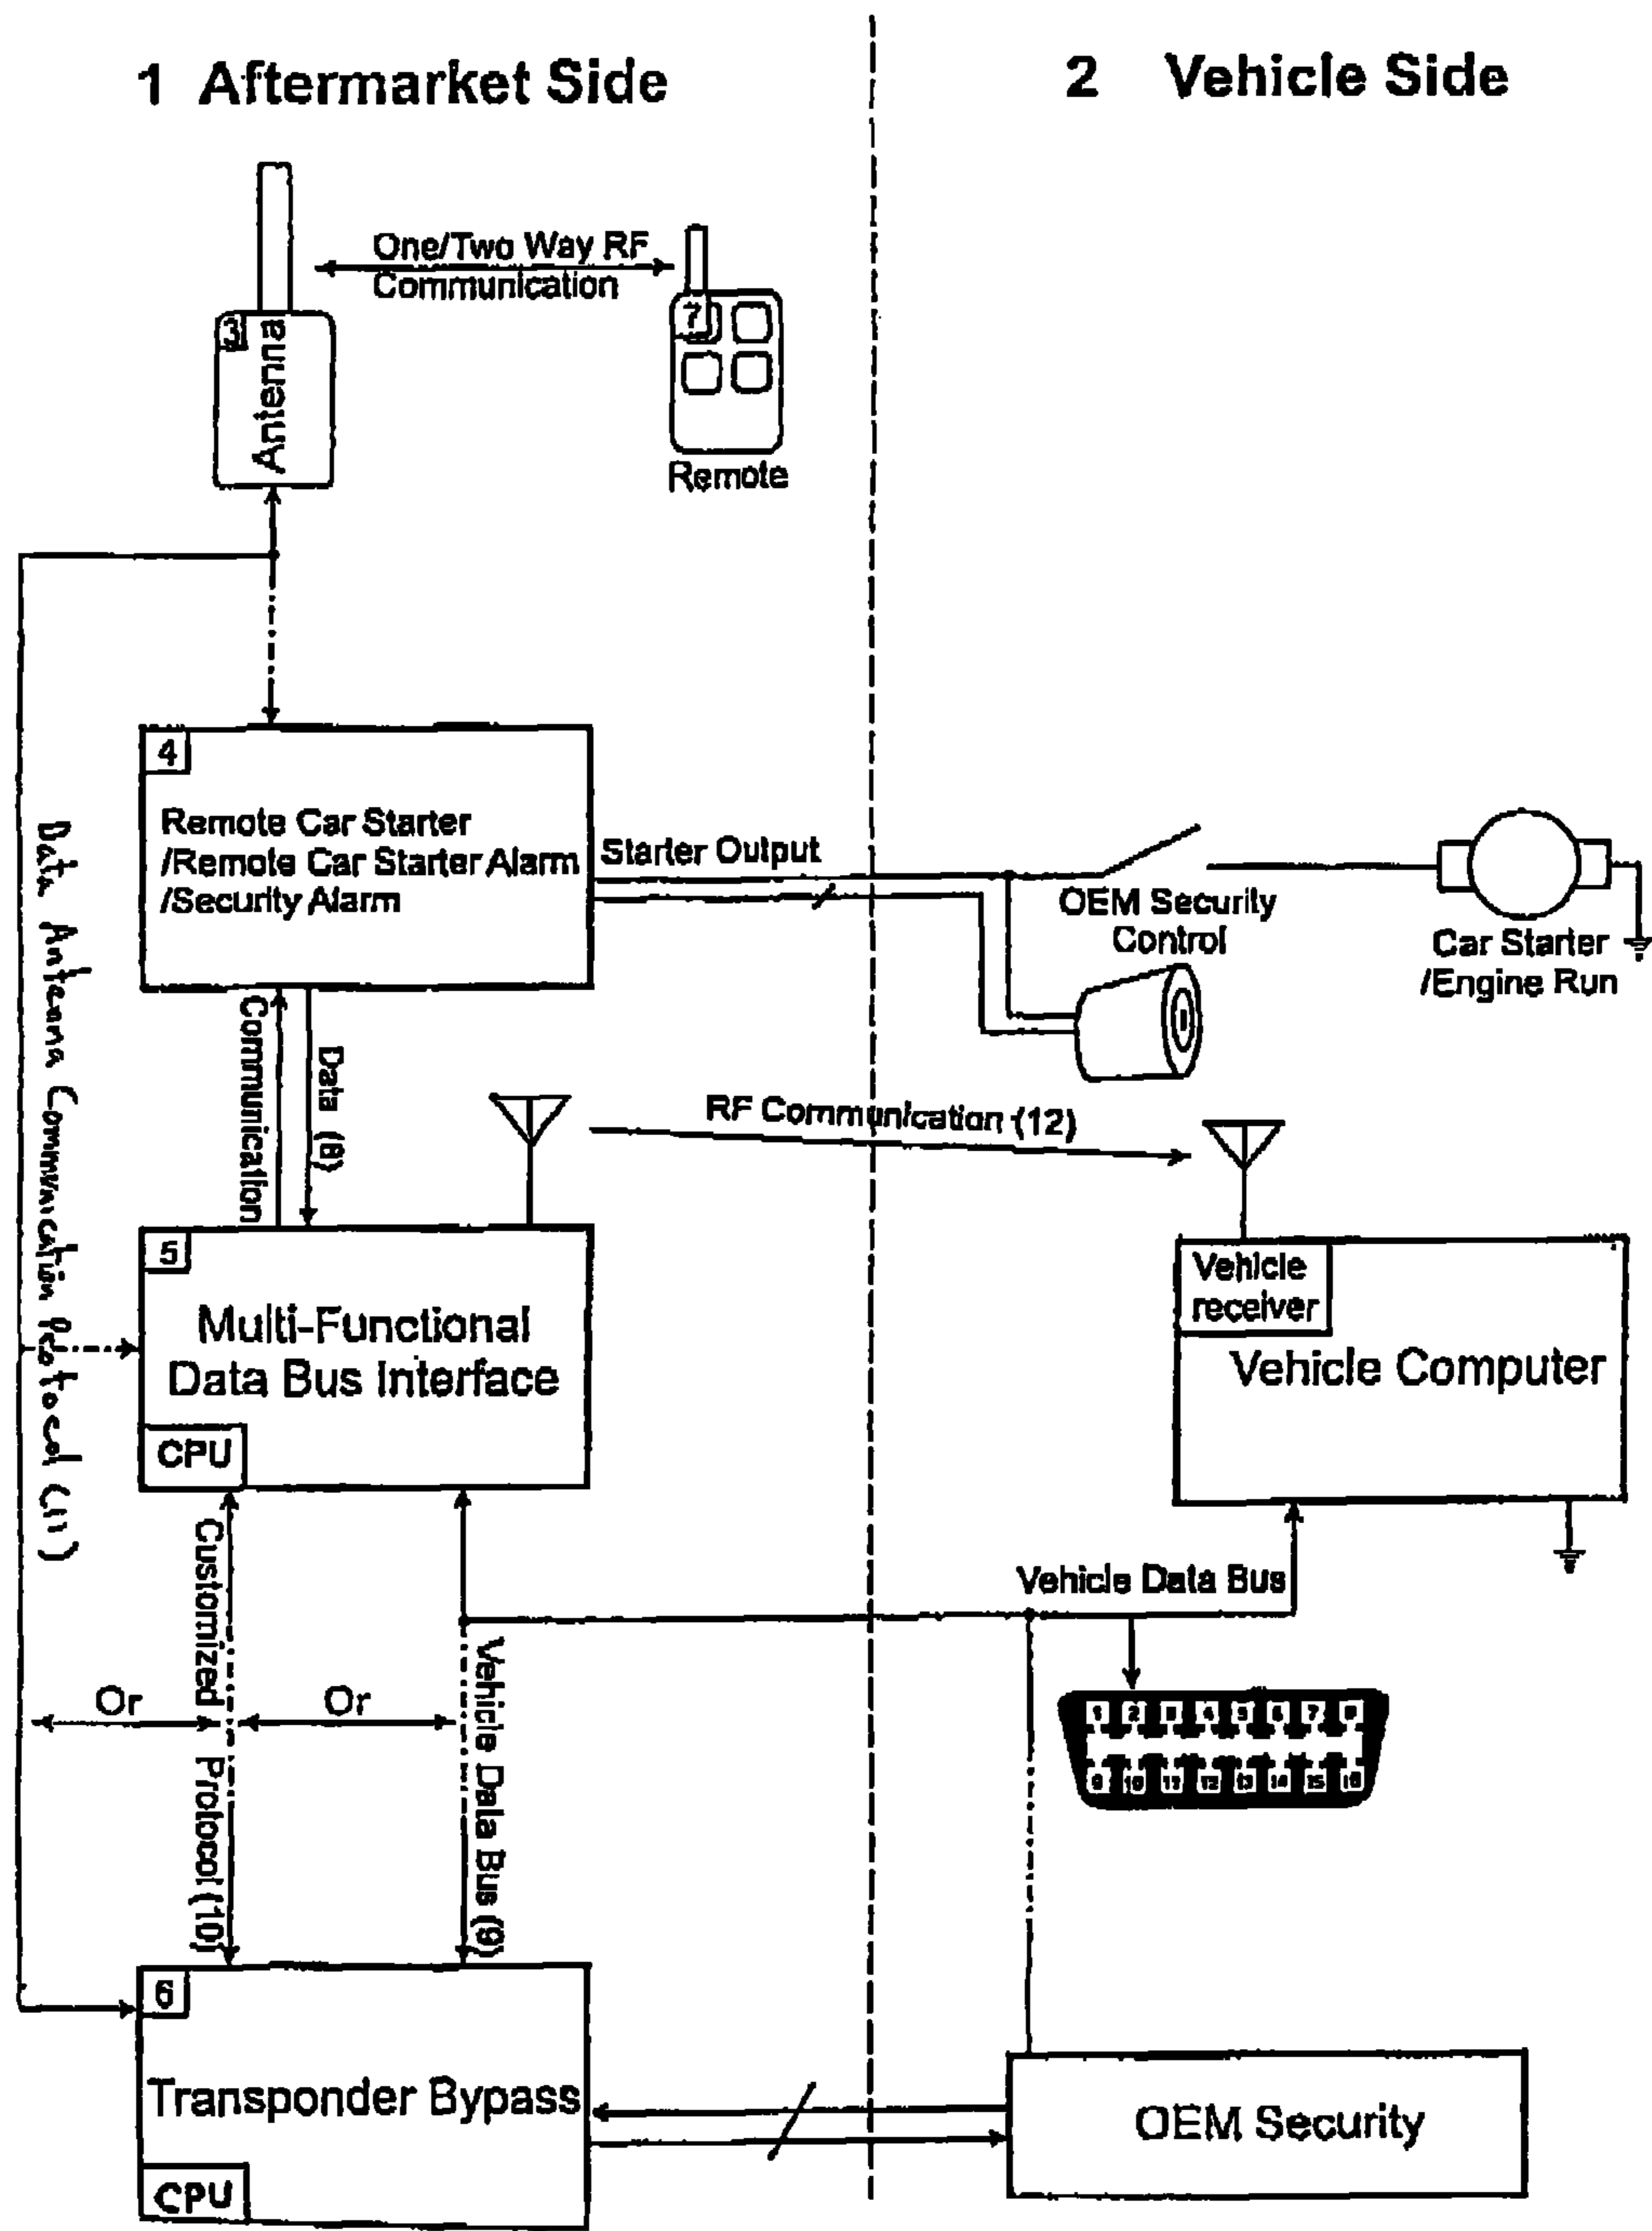 1 Aftermarket Side
2 Vehicle Side
One/Two Way RF
Communication
3
Antenna
7
Remote
4
Remote Car Starter
/Remote Car Starter Alarm
/Security Alarm
Starter Output
OEM Security
Control
Car Starter
/Engine Run
Communication
Data (8)
RF Communication (12)
Data Antenna Communication Protocol (11)
5
Multi-Functional
Data Bus Interface
CPU
Vehicle
receiver
Vehicle Computer
Vehicle Data Bus
Customized Protocol (10)
Vehicle Data Bus (9)
Or
Or
1 2 3 4 5 6 7 8
9 10 11 12 13 14 15 16
6
Transponder Bypass
CPU
OEM Security